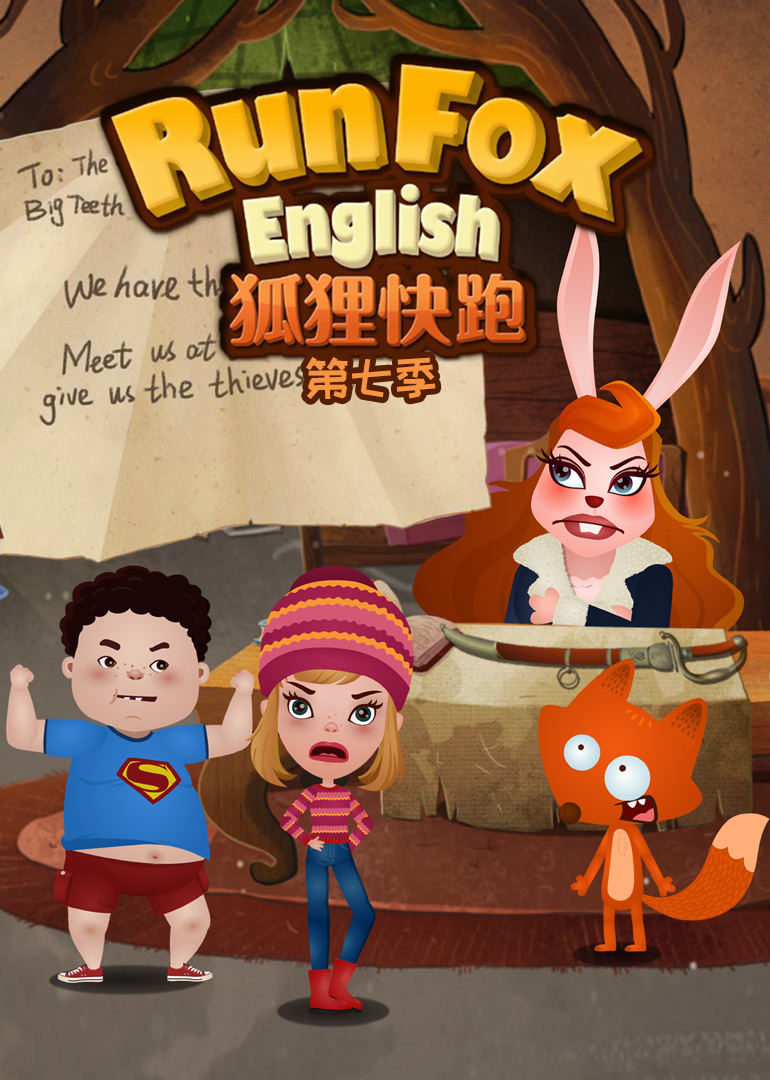 Run Fox
English
狐狸快跑
第七季
To: The
Big Teeth
We have th
Meet us at
give us the thieves
S